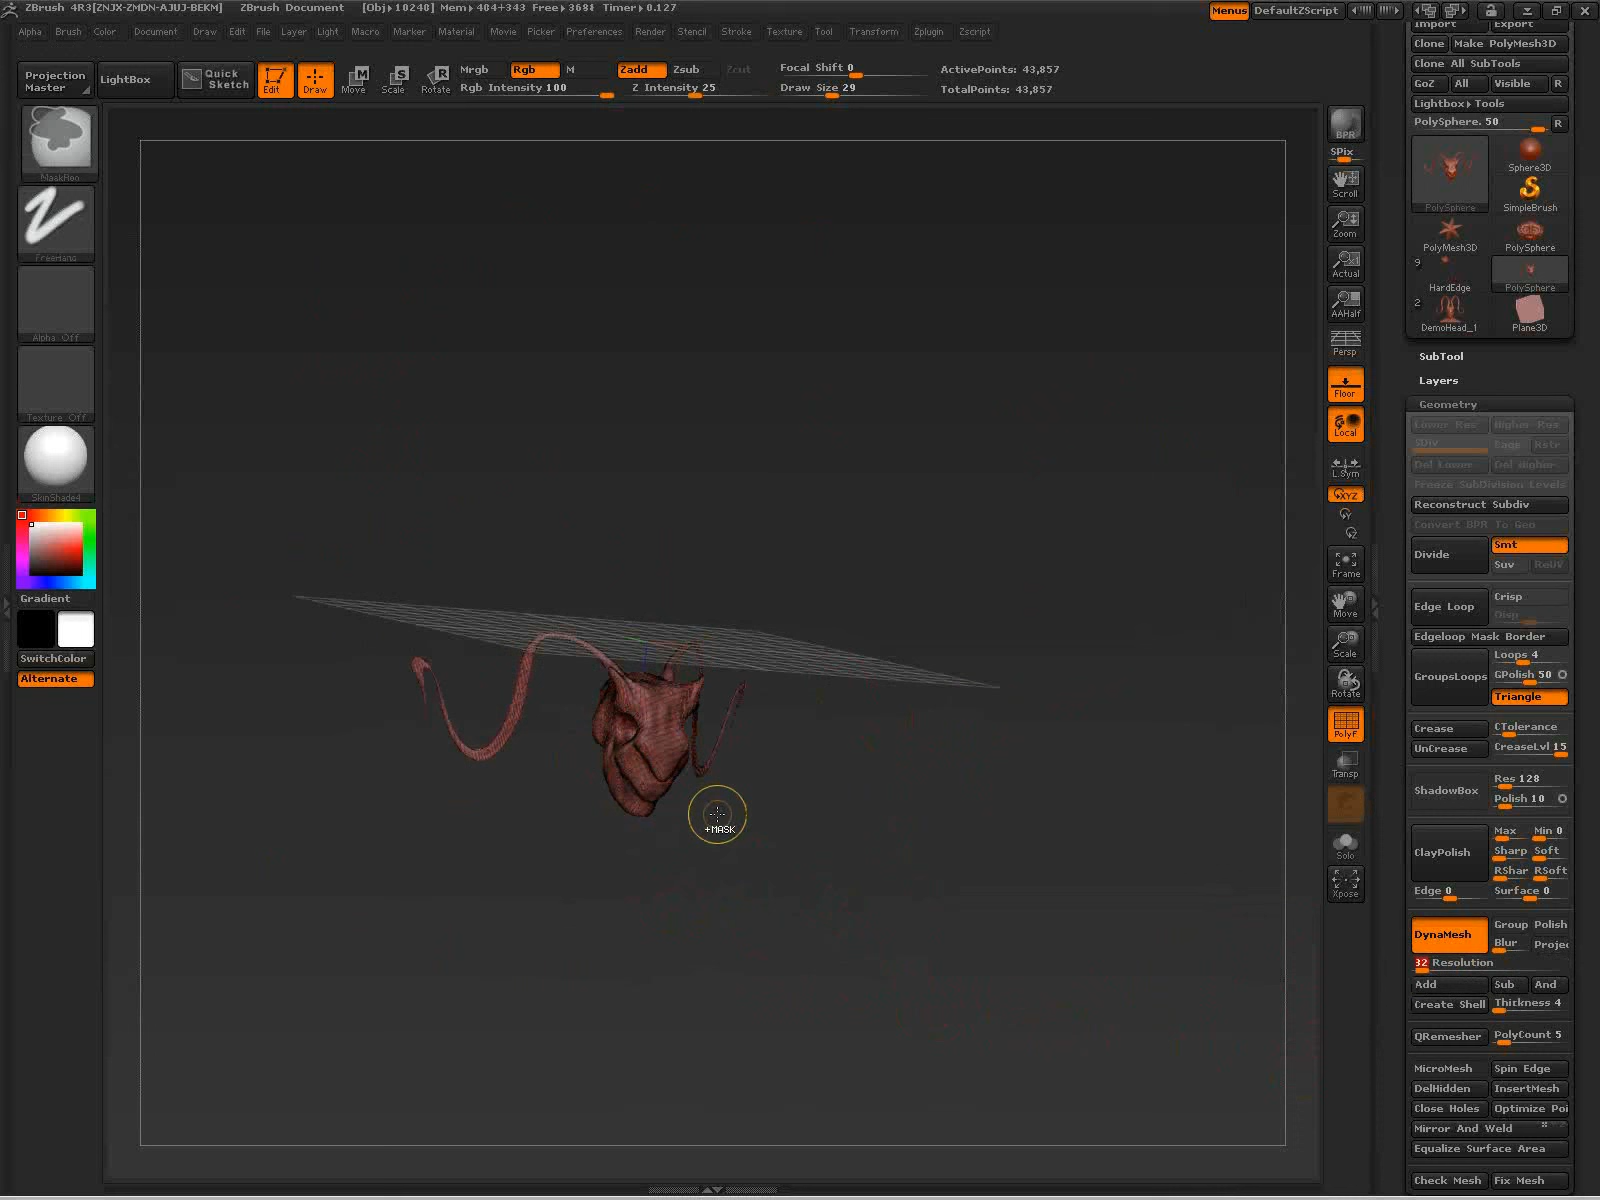 ZBrush 4R3[ZNJX-ZMDN-AJUJ-BEKM] ZBrush Document [Obj▸10240] Mem▸404+343 Free▸3688 Timer▸0.127 Menus DefaultZScript
Alpha Brush Color Document Draw Edit File Layer Light Macro Marker Material Movie Picker Preferences Render Stencil Stroke Texture Tool Transform Zplugin Zscript
Projection Master
LightBox
Quick Sketch
Edit
Draw
Move
Scale
Rotate
Mrgb Rgb M
Rgb Intensity 100
Zadd Zsub Zcut
Z Intensity 25
Focal Shift 0
Draw Size 29
ActivePoints: 43,857
TotalPoints: 43,857
MaskPen
FreeHand
Alpha Off
Texture Off
SkinShade4
Gradient
SwitchColor
Alternate
+MASK
BPR
SPix
Scroll
Zoom
Actual
AAHalf
Persp
Floor
Local
L.Sym
XYZ
Y
Z
Frame
Move
Scale
Rotate
PolyF
Transp
Solo
Xpose
Import Export
Clone Make PolyMesh3D
Clone All SubTools
GoZ All Visible R
Lightbox▸Tools
PolySphere. 50 R
PolySphere
Sphere3D
SimpleBrush
PolyMesh3D
PolySphere
9
HardEdge
PolySphere
2
DemoHead_1
Plane3D
SubTool
Layers
Geometry
Lower Res Higher Res
SDiv Cage Rstr
Del Lower Del Higher
Freeze SubDivision Levels
Reconstruct Subdiv
Convert BPR To Geo
Divide
Smt
Suv ReUV
Edge Loop
Crisp
Disp
Edgeloop Mask Border
GroupsLoops
Loops 4
GPolish 50
Triangle
Crease CTolerance
UnCrease CreaseLvl 15
ShadowBox
Res 128
Polish 10
ClayPolish
Max Min 0
Sharp Soft
RShar RSoft
Edge 0 Surface 0
DynaMesh
Group Polish
Blur Projec
32 Resolution
Add Sub And
Create Shell Thickness 4
QRemesher PolyCount 5
MicroMesh Spin Edge
DelHidden InsertMesh
Close Holes Optimize Poi
Mirror And Weld
Equalize Surface Area
Check Mesh Fix Mesh